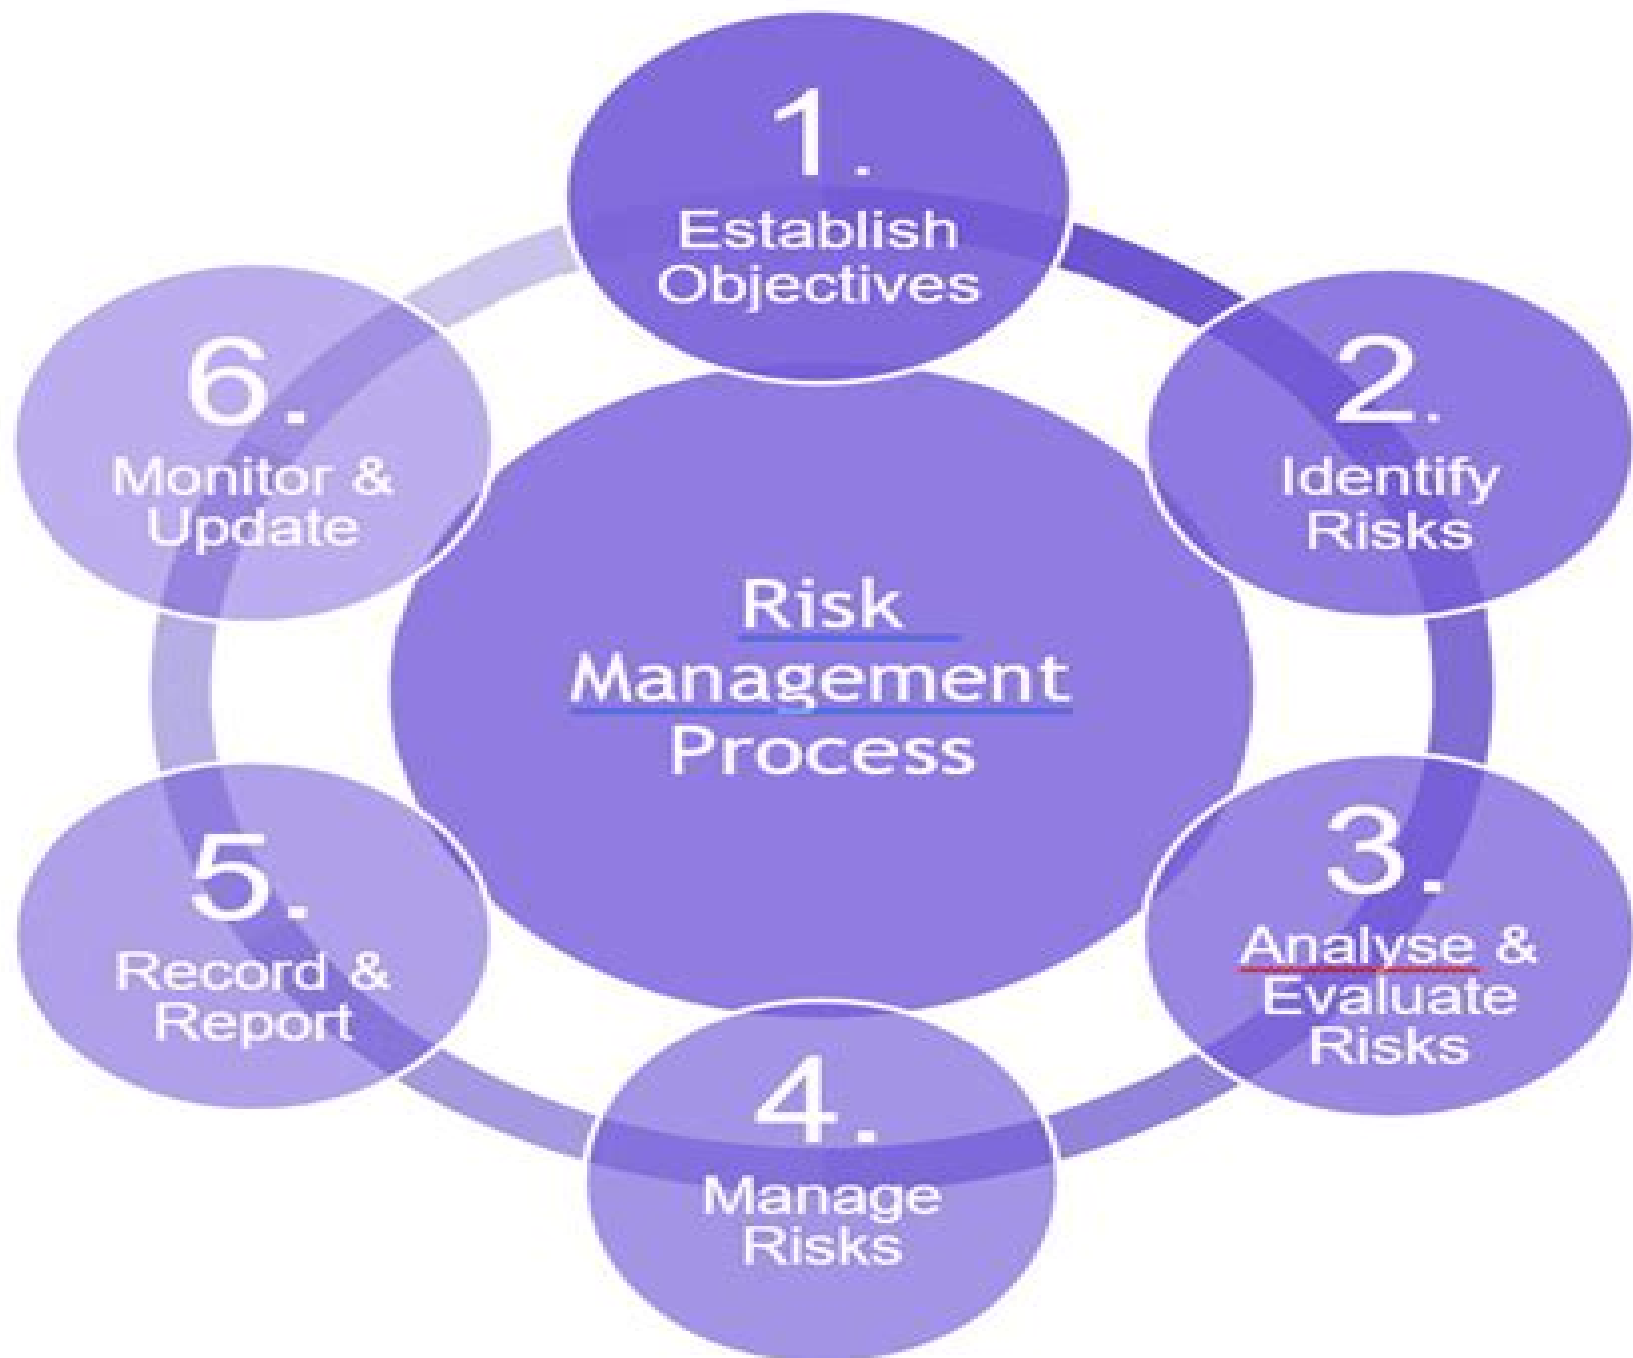 1.
Establish
Objectives
2.
Identify
Risks
3.
Analyse &
Evaluate
Risks
4.
Manage
Risks
5.
Record &
Report
6.
Monitor &
Update
Risk
Management
Process